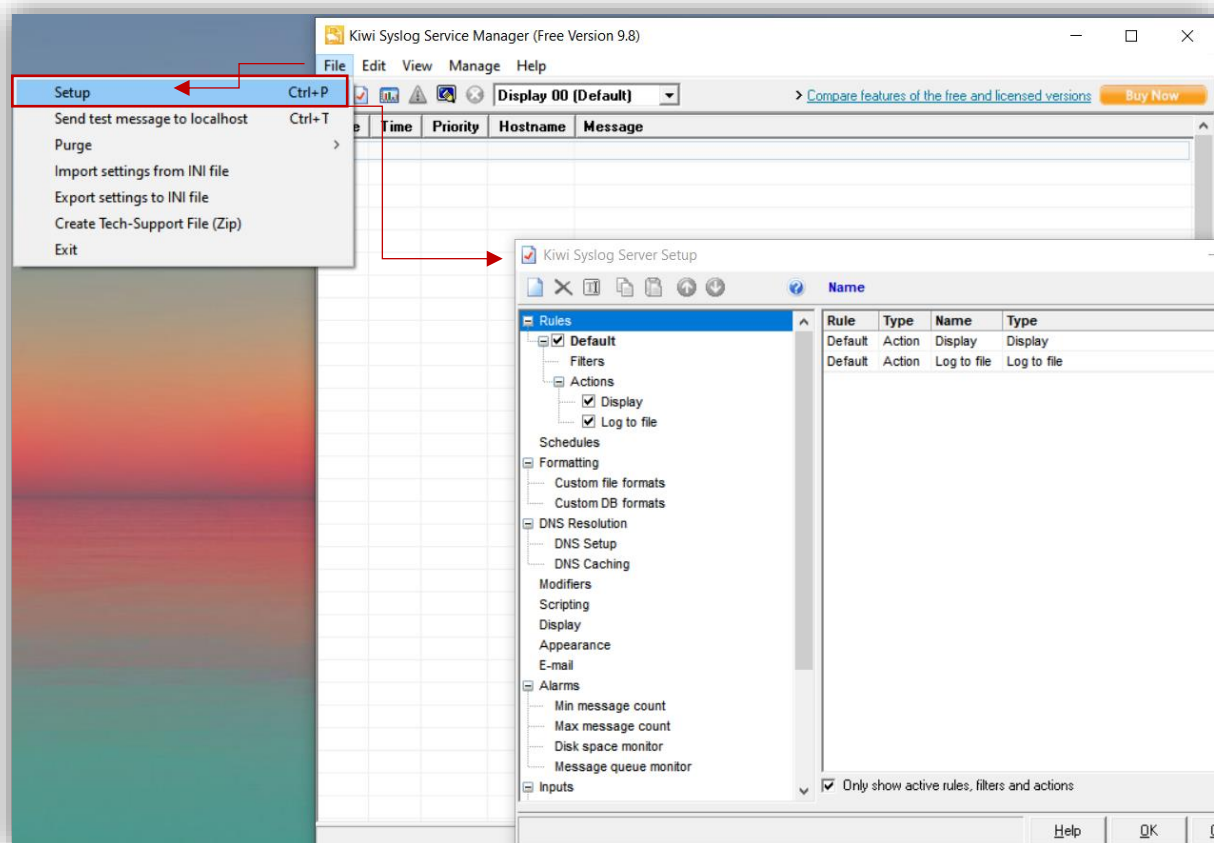 Kiwi Syslog Service Manager (Free Version 9.8)
File Edit View Manage Help
Display 00 (Default)
> Compare features of the free and licensed versions
Buy Now
Setup Ctrl+P
Send test message to localhost Ctrl+T
Purge
Import settings from INI file
Export settings to INI file
Create Tech-Support File (Zip)
Exit
Time Priority Hostname Message
Kiwi Syslog Server Setup
Name
Rules
Default
Filters
Actions
Display
Log to file
Schedules
Formatting
Custom file formats
Custom DB formats
DNS Resolution
DNS Setup
DNS Caching
Modifiers
Scripting
Display
Appearance
E-mail
Alarms
Min message count
Max message count
Disk space monitor
Message queue monitor
Inputs
Rule Type Name Type
Default Action Display Display
Default Action Log to file Log to file
Only show active rules, filters and actions
Help OK